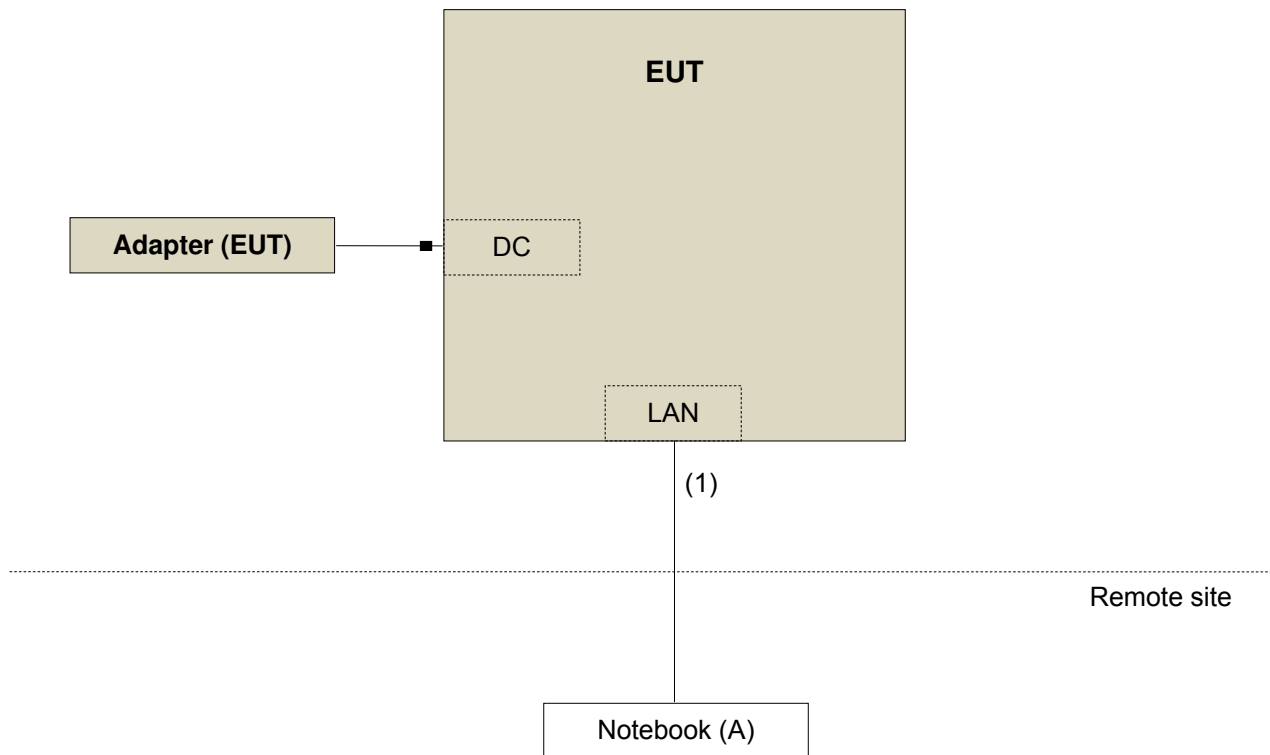 EUT
Adapter (EUT)
DC
LAN
(1)
Remote site
Notebook (A)